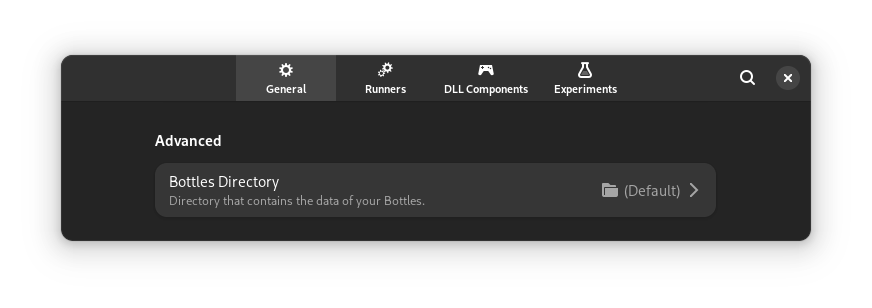 General
Runners
DLL Components
Experiments
Advanced
Bottles Directory
(Default)
Directory that contains the data of your Bottles.